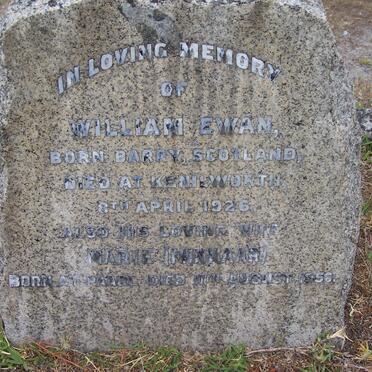 IN LOVING MEMORY
OF
WILLIAM EWAN,
BORN BARRY, SCOTLAND,
DIED AT KENILWORTH,
8TH APRIL 1926.
ALSO HIS LOVING WIFE
MARIE
BORN AT DIED AUGUST